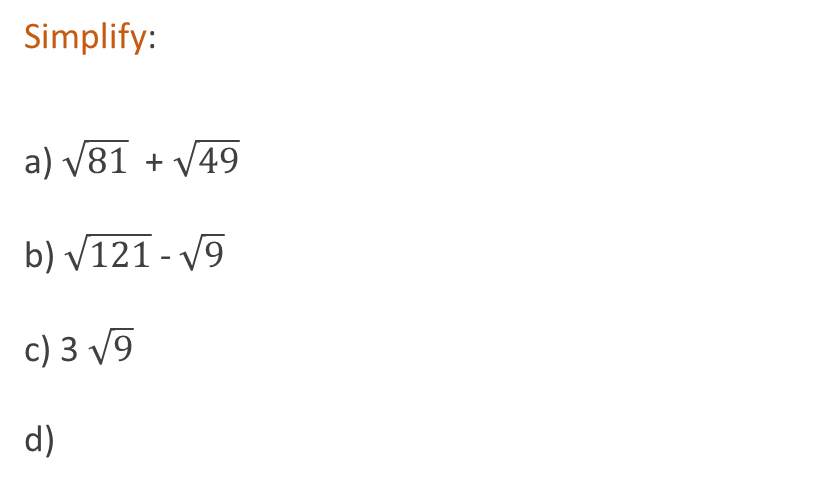 Simplify:
a) √81 + √49
b) √121 - √9
c) 3 √9
d)